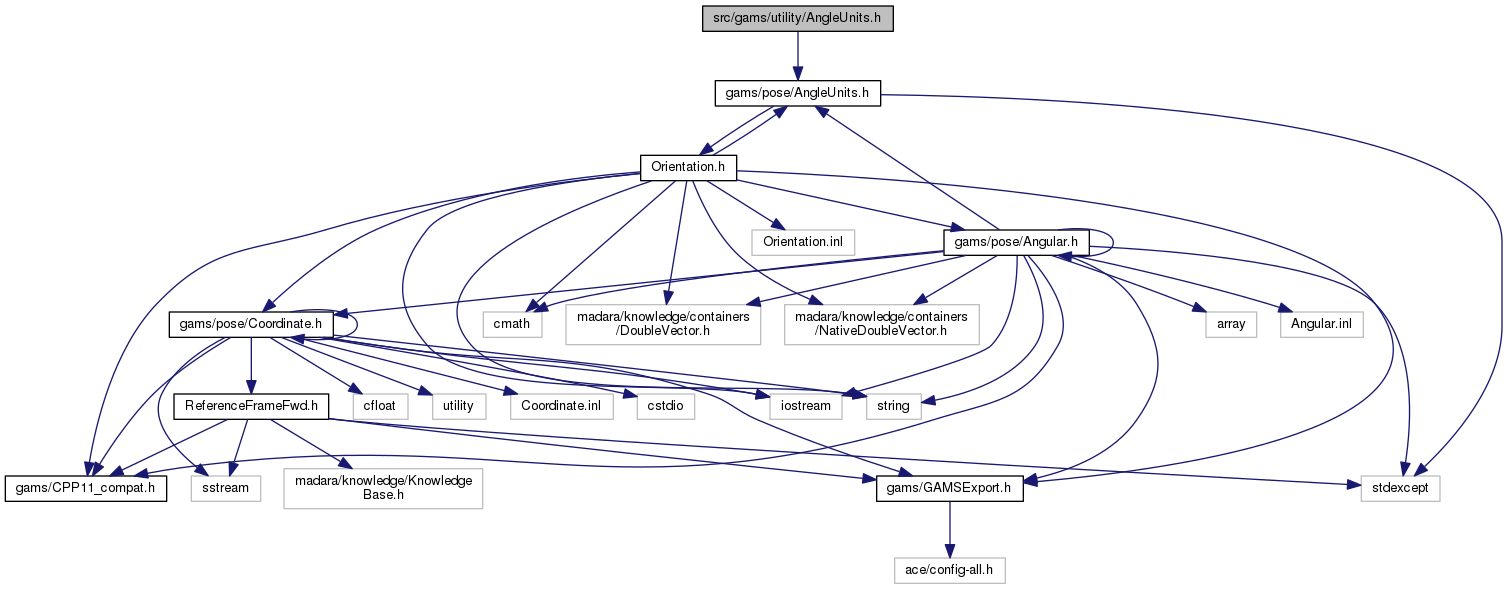 src/gams/utility/AngleUnits.h
gams/pose/AngleUnits.h
Orientation.h
Orientation.inl
gams/pose/Angular.h
gams/pose/Coordinate.h
cmath
madara/knowledge/containers
/DoubleVector.h
madara/knowledge/containers
/NativeDoubleVector.h
array
Angular.inl
ReferenceFrameFwd.h
cfloat
utility
Coordinate.inl
cstdio
iostream
string
gams/CPP11_compat.h
sstream
madara/knowledge/Knowledge
Base.h
gams/GAMSExport.h
stdexcept
ace/config-all.h